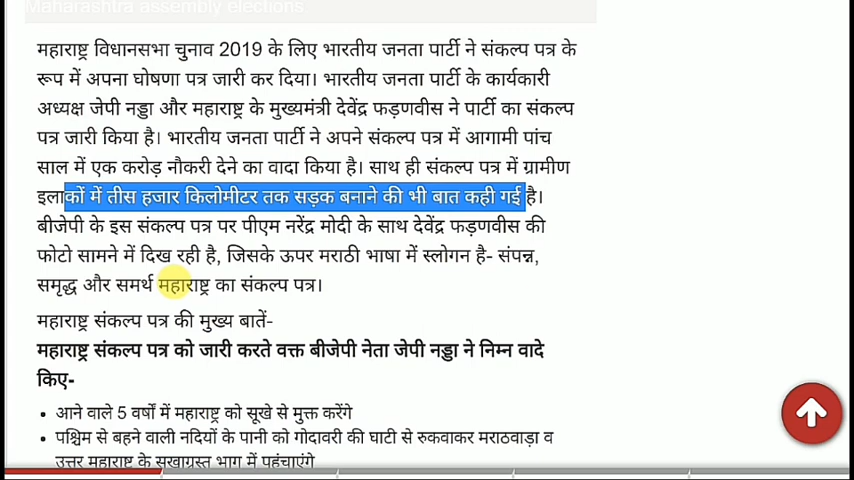 Maharashtra assembly elections
महाराष्ट्र विधानसभा चुनाव 2019 के लिए भारतीय जनता पार्टी ने संकल्प पत्र के
रूप में अपना घोषणा पत्र जारी कर दिया। भारतीय जनता पार्टी के कार्यकारी
अध्यक्ष जेपी नड्डा और महाराष्ट्र के मुख्यमंत्री देवेंद्र फड़णवीस ने पार्टी का संकल्प
पत्र जारी किया है। भारतीय जनता पार्टी ने अपने संकल्प पत्र में आगामी पांच
साल में एक करोड़ नौकरी देने का वादा किया है। साथ ही संकल्प पत्र में ग्रामीण
इलाकों में तीस हजार किलोमीटर तक सड़क बनाने की भी बात कही गई है।
बीजेपी के इस संकल्प पत्र पर पीएम नरेंद्र मोदी के साथ देवेंद्र फड़णवीस की
फोटो सामने में दिख रही है, जिसके ऊपर मराठी भाषा में स्लोगन है- संपन्न,
समृद्ध और समर्थ महाराष्ट्र का संकल्प पत्र।
महाराष्ट्र संकल्प पत्र की मुख्य बातें-
महाराष्ट्र संकल्प पत्र को जारी करते वक्त बीजेपी नेता जेपी नड्डा ने निम्न वादे
किए-
• आने वाले 5 वर्षों में महाराष्ट्र को सूखे से मुक्त करेंगे
• पश्चिम से बहने वाली नदियों के पानी को गोदावरी की घाटी से रुकवाकर मराठवाड़ा व
उत्तर महाराष्ट्र के सूखाग्रस्त भाग में पहुंचाएंगे